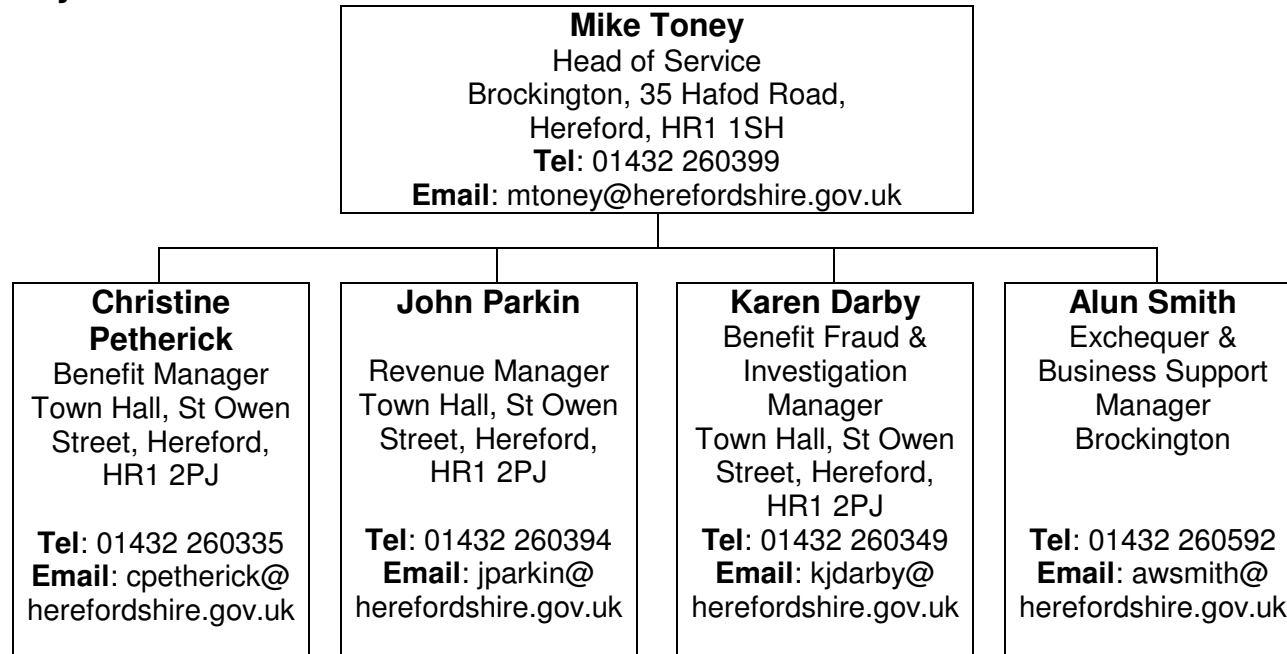 Mike Toney
Head of Service
Brockington, 35 Hafod Road,
Hereford, HR1 1SH
Tel: 01432 260399
Email: mtoney@herefordshire.gov.uk
Christine
Petherick
Benefit Manager
Town Hall, St Owen
Street, Hereford,
HR1 2PJ
Tel: 01432 260335
Email: cpetherick@
herefordshire.gov.uk
John Parkin
Revenue Manager
Town Hall, St Owen
Street, Hereford,
HR1 2PJ
Tel: 01432 260394
Email: jparkin@
herefordshire.gov.uk
Karen Darby
Benefit Fraud &
Investigation
Manager
Town Hall, St Owen
Street, Hereford,
HR1 2PJ
Tel: 01432 260349
Email: kjdarby@
herefordshire.gov.uk
Alun Smith
Exchequer &
Business Support
Manager
Brockington
Tel: 01432 260592
Email: awsmith@
herefordshire.gov.uk